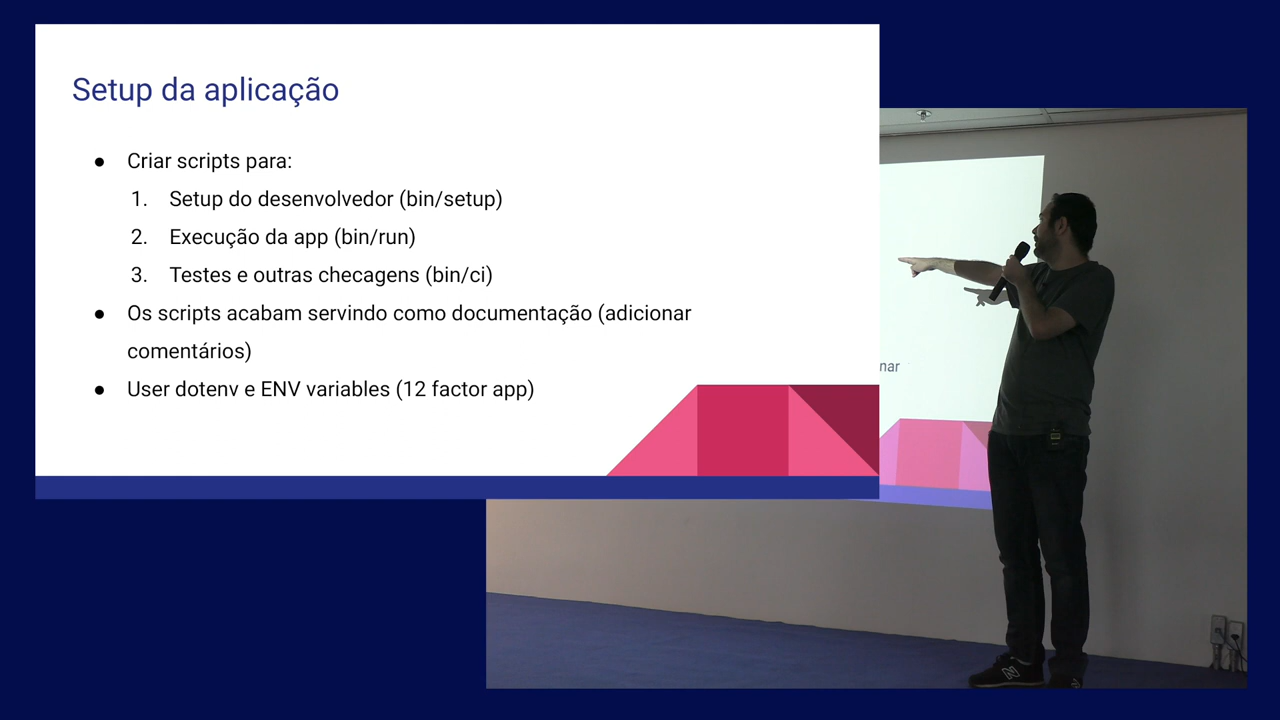 Setup da aplicação
● Criar scripts para:
1. Setup do desenvolvedor (bin/setup)
2. Execução da app (bin/run)
3. Testes e outras checagens (bin/ci)
● Os scripts acabam servindo como documentação (adicionar
comentários)
● User dotenv e ENV variables (12 factor app)
nar